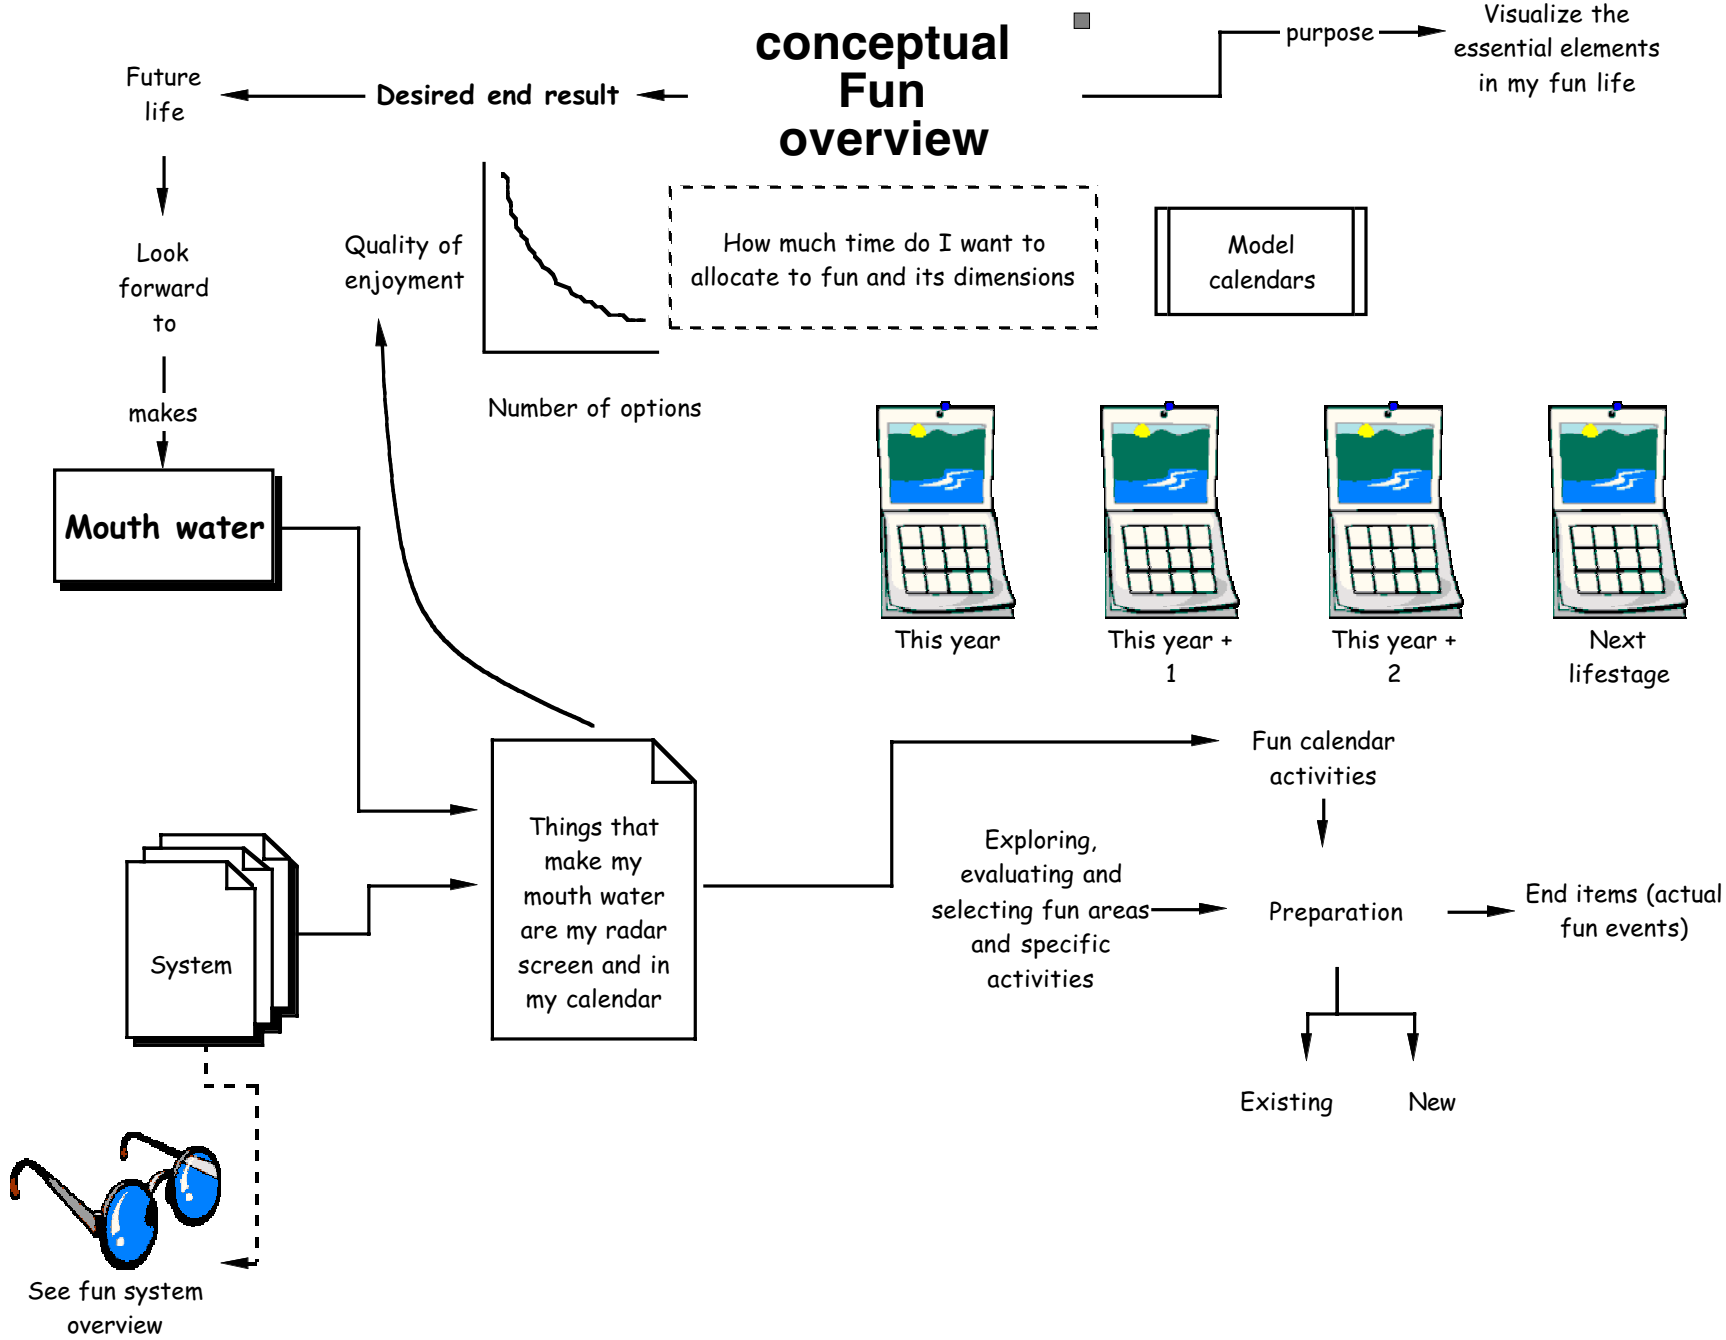 conceptual
Fun
overview
purpose
Visualize the
essential elements
in my fun life
Desired end result
Future
life
Look
forward
to
makes
Mouth water
Quality of
enjoyment
Number of options
How much time do I want to
allocate to fun and its dimensions
Model
calendars
This year
This year +
1
This year +
2
Next
lifestage
Things that
make my
mouth water
are my radar
screen and in
my calendar
System
See fun system
overview
Fun calendar
activities
Exploring,
evaluating and
selecting fun areas
and specific
activities
Preparation
End items (actual
fun events)
Existing
New